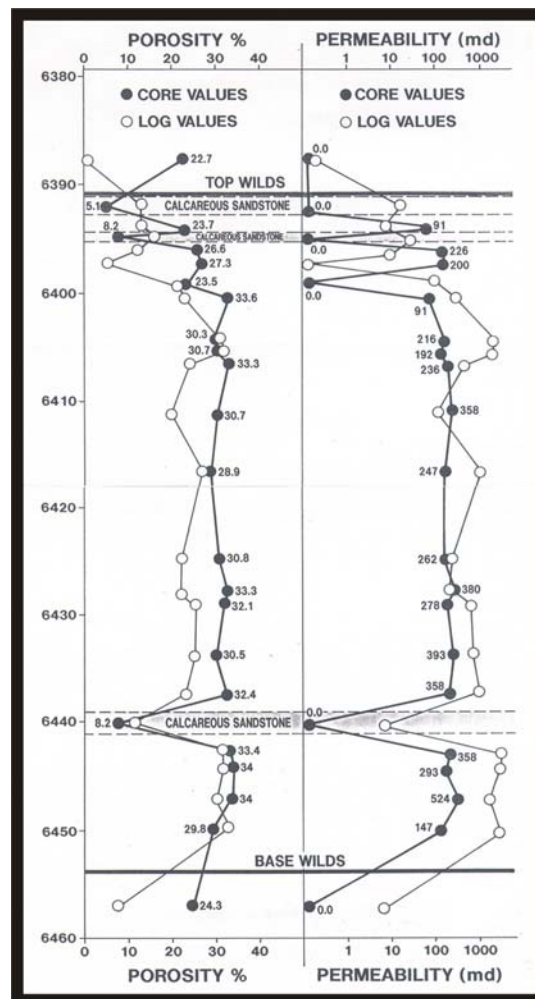 POROSITY % PERMEABILITY (md)
0 10 20 30 40 1 10 100 1000
6380
CORE VALUES CORE VALUES
LOG VALUES LOG VALUES
0.0
22.7
6390 TOP WILDS
5.1 CALCAREOUS SANDSTONE 0.0
8.2 23.7 91
CALCAREOUS SANDSTONE
26.6 0.0 226
27.3 200
23.5 0.0
6400 33.6 91
30.3 216
30.7 192
33.3 236
6410 30.7 358
28.9 247
6420
30.8 262
33.3 380
32.1 278
6430
30.5 393
32.4 358
0.0
6440 8.2 CALCAREOUS SANDSTONE
33.4 358
34 293
34 524
6450 29.8 147
BASE WILDS
24.3 0.0
6460
0 10 20 30 40 1 10 100 1000
POROSITY % PERMEABILITY (md)